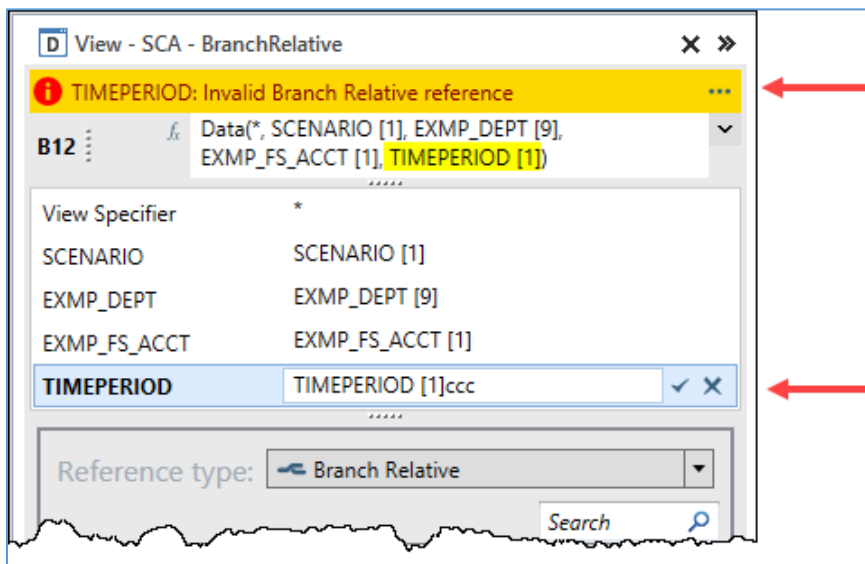 D View - SCA - BranchRelative
TIMEPERIOD: Invalid Branch Relative reference
B12 fx Data(*, SCENARIO [1], EXMP_DEPT [9],
EXMP_FS_ACCT [1], TIMEPERIOD [1])
View Specifier *
SCENARIO SCENARIO [1]
EXMP_DEPT EXMP_DEPT [9]
EXMP_FS_ACCT EXMP_FS_ACCT [1]
TIMEPERIOD TIMEPERIOD [1]ccc
Reference type: Branch Relative
Search